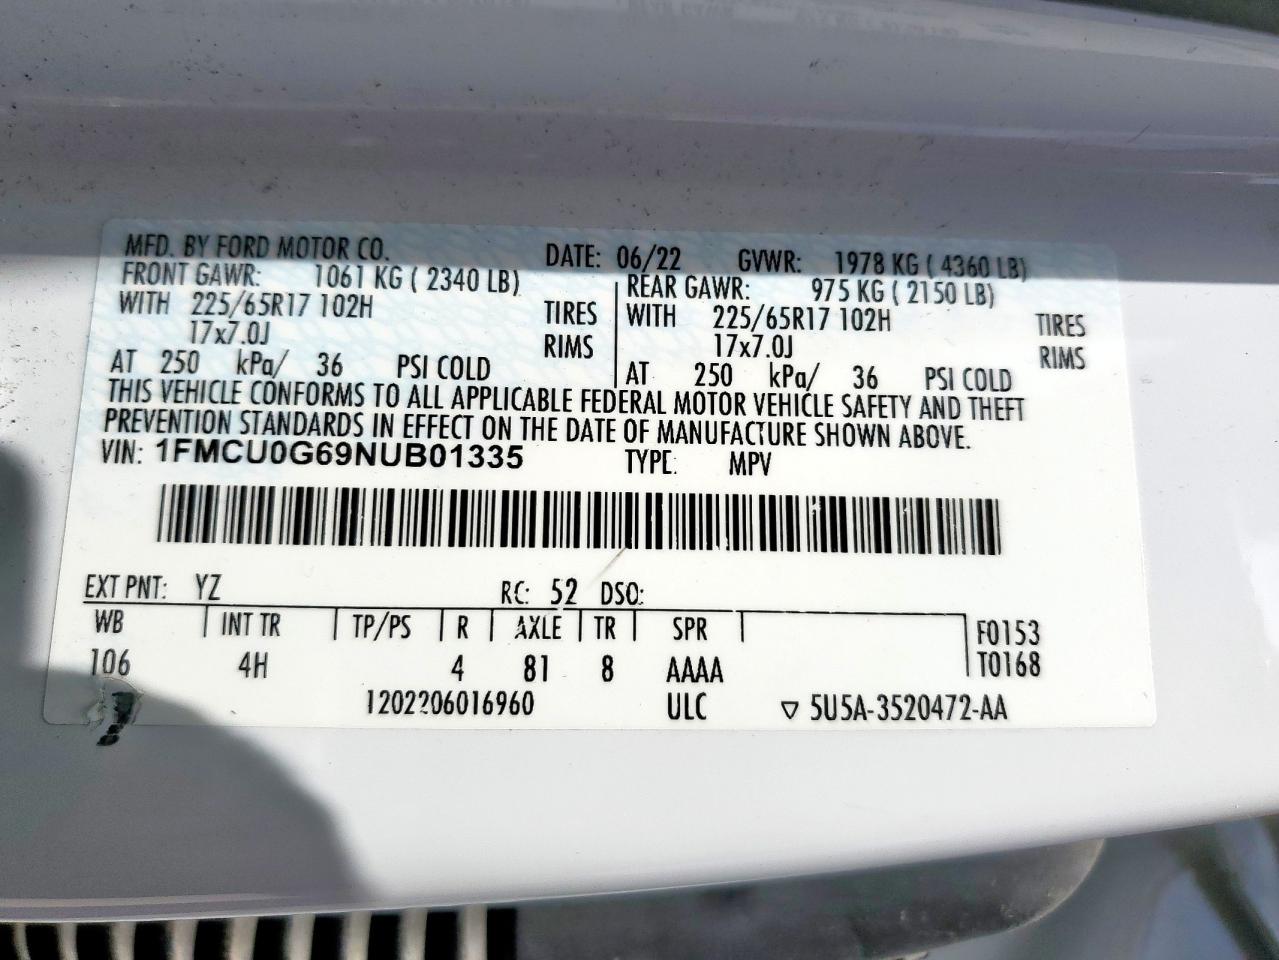 MFD. BY FORD MOTOR CO. DATE: 06/22 GVWR: 1978 KG ( 4360 LB)
FRONT GAWR: 1061 KG ( 2340 LB) REAR GAWR: 975 KG ( 2150 LB)
WITH 225/65R17 102H TIRES WITH 225/65R17 102H TIRES
17x7.0J RIMS 17x7.0J RIMS
AT 250 kPa/ 36 PSI COLD AT 250 kPa/ 36 PSI COLD
THIS VEHICLE CONFORMS TO ALL APPLICABLE FEDERAL MOTOR VEHICLE SAFETY AND THEFT
PREVENTION STANDARDS IN EFFECT ON THE DATE OF MANUFACTURE SHOWN ABOVE.
VIN: 1FMCU0G69NUB01335 TYPE: MPV
EXT PNT: YZ RC: 52 DSO:
WB INT TR TP/PS R AXLE TR SPR F0153
106 4H 4 81 8 AAAA T0168
1202206016960 ULC ▽ 5U5A-3520472-AA